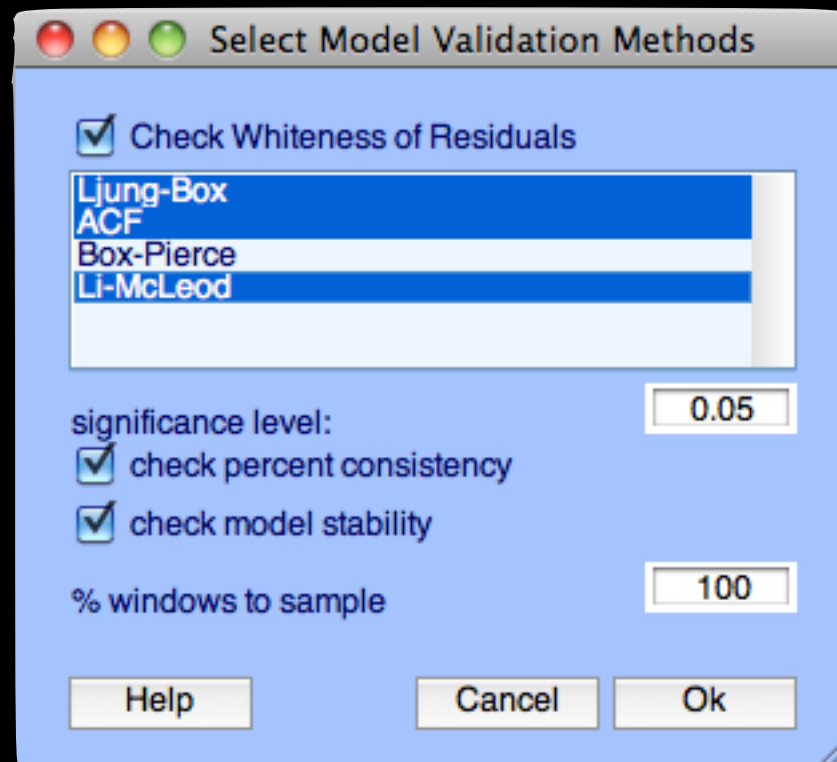 Select Model Validation Methods
Check Whiteness of Residuals
Ljung-Box
ACF
Box-Pierce
Li-McLeod
significance level: 0.05
check percent consistency
check model stability
% windows to sample 100
Help Cancel Ok